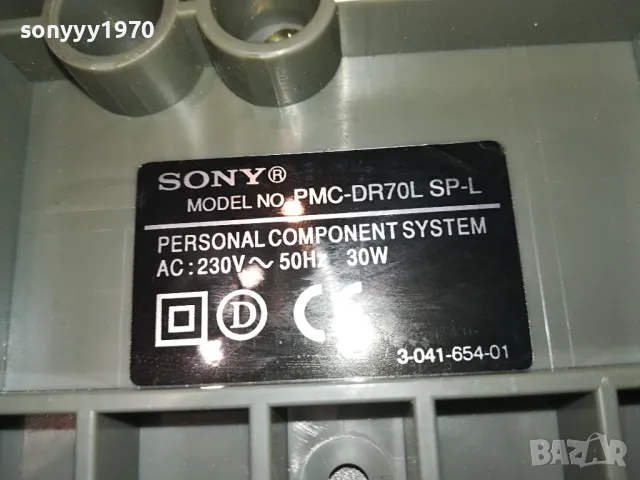 sonyyy1970
SONY®
MODEL NO. PMC-DR70L SP-L
PERSONAL COMPONENT SYSTEM
AC : 230V ~ 50Hz 30W
D CE
3-041-654-01
BAZAR
bg